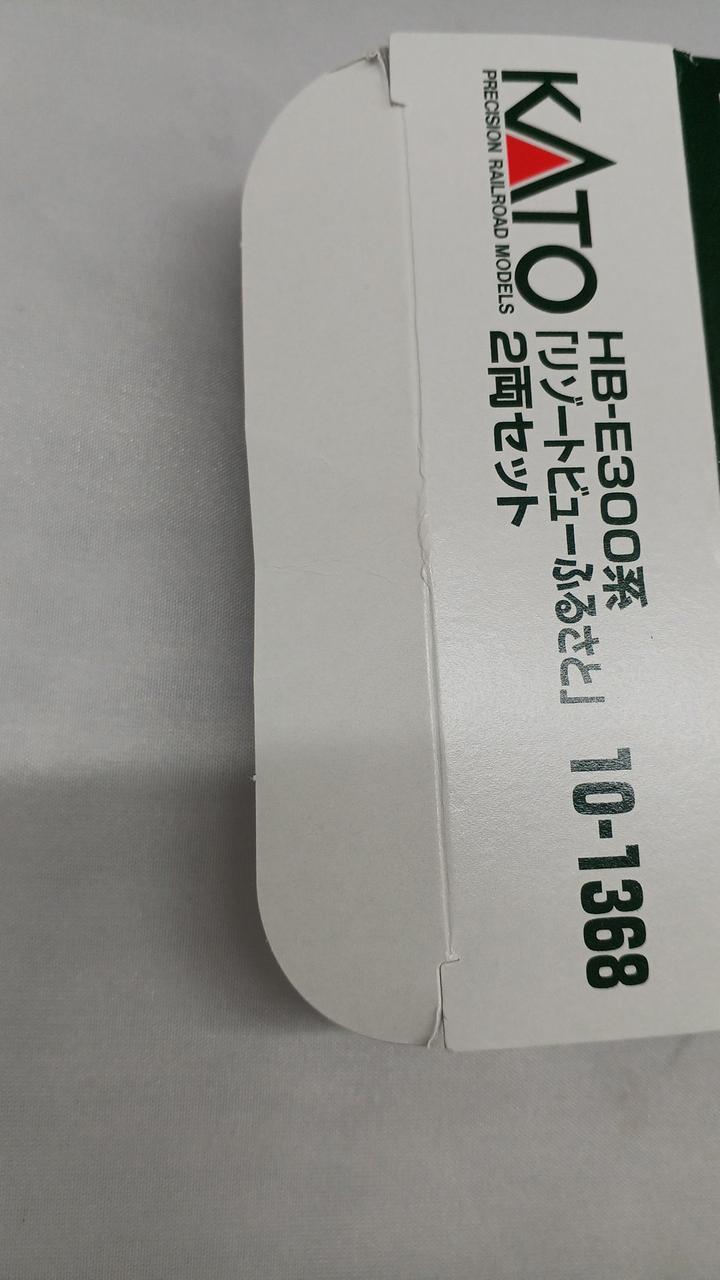 KATO
PRECISION RAILROAD MODELS
HB-E300系
「リゾートビューふるさと」
2両セット
10-1368